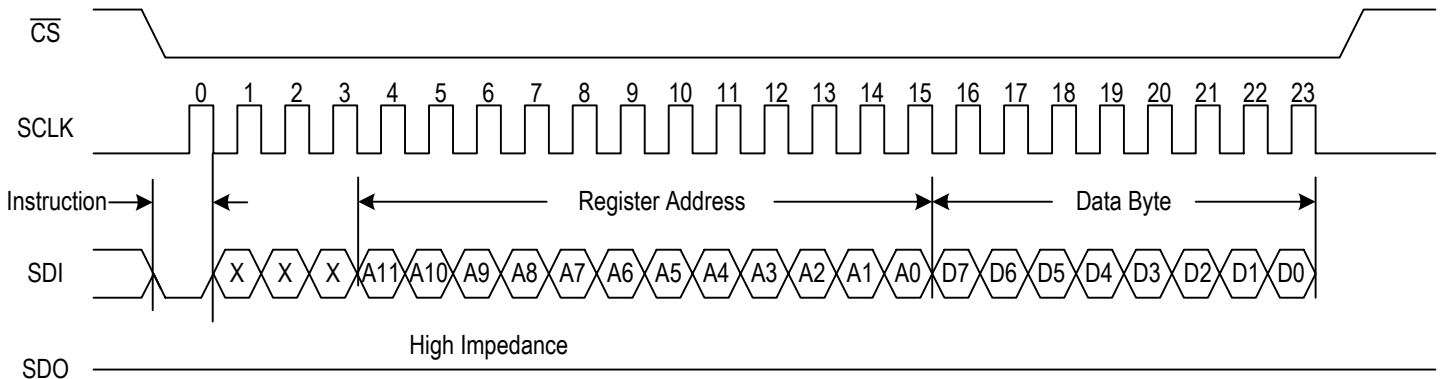 CS
0 1 2 3 4 5 6 7 8 9 10 11 12 13 14 15 16 17 18 19 20 21 22 23
SCLK
Instruction Register Address Data Byte
SDI X X X A11 A10 A9 A8 A7 A6 A5 A4 A3 A2 A1 A0 D7 D6 D5 D4 D3 D2 D1 D0
High Impedance
SDO